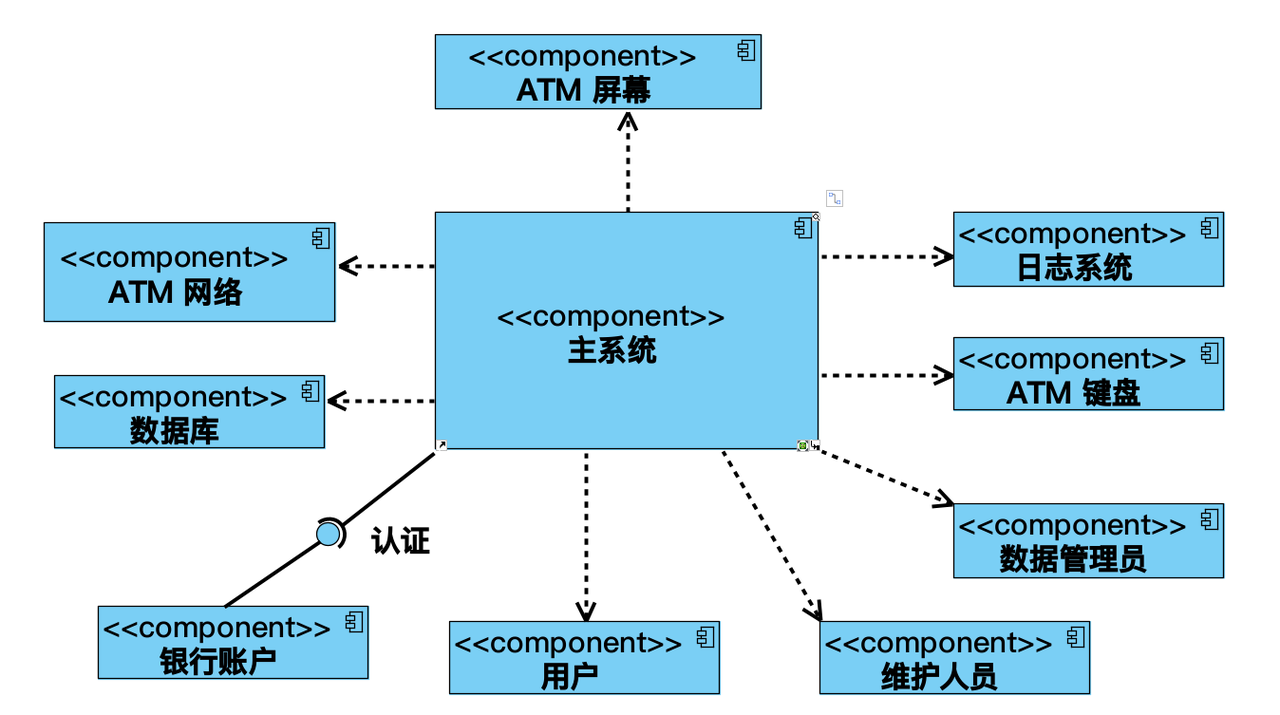 <<component>>
ATM 屏幕
<<component>>
ATM 网络
<<component>>
主系统
<<component>>
日志系统
<<component>>
ATM 键盘
<<component>>
数据库
认证
<<component>>
数据管理员
<<component>>
银行账户
<<component>>
用户
<<component>>
维护人员